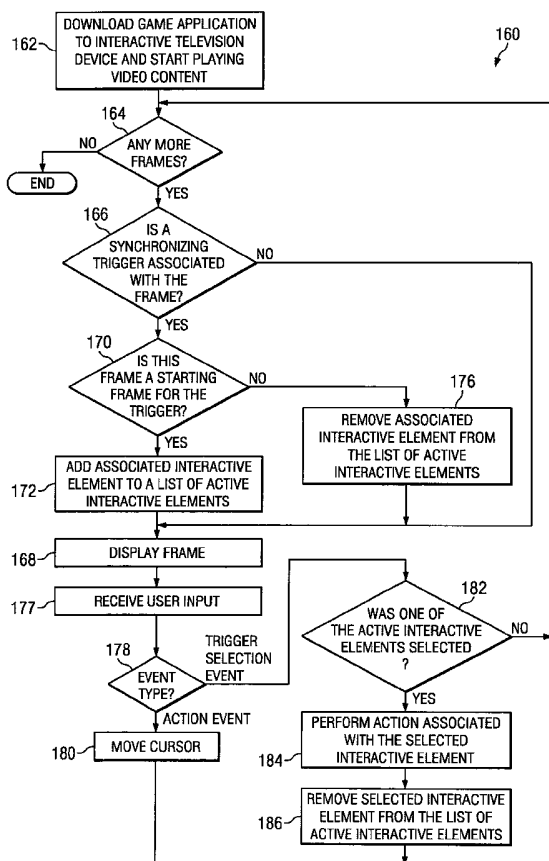 160
162
DOWNLOAD GAME APPLICATION
TO INTERACTIVE TELEVISION
DEVICE AND START PLAYING
VIDEO CONTENT
164
ANY MORE
FRAMES?
NO
END
YES
166
IS A
SYNCHRONIZING
TRIGGER ASSOCIATED
WITH THE
FRAME?
NO
YES
170
IS THIS
FRAME A STARTING
FRAME FOR THE
TRIGGER?
NO
176
REMOVE ASSOCIATED
INTERACTIVE ELEMENT FROM
THE LIST OF ACTIVE
INTERACTIVE ELEMENTS
YES
172
ADD ASSOCIATED INTERACTIVE
ELEMENT TO A LIST OF ACTIVE
INTERACTIVE ELEMENTS
168
DISPLAY FRAME
177
RECEIVE USER INPUT
178
EVENT
TYPE?
TRIGGER
SELECTION
EVENT
ACTION EVENT
180
MOVE CURSOR
182
WAS ONE OF
THE ACTIVE INTERACTIVE
ELEMENTS SELECTED
?
NO
YES
184
PERFORM ACTION ASSOCIATED
WITH THE SELECTED
INTERACTIVE ELEMENT
186
REMOVE SELECTED INTERACTIVE
ELEMENT FROM THE LIST OF
ACTIVE INTERACTIVE ELEMENTS